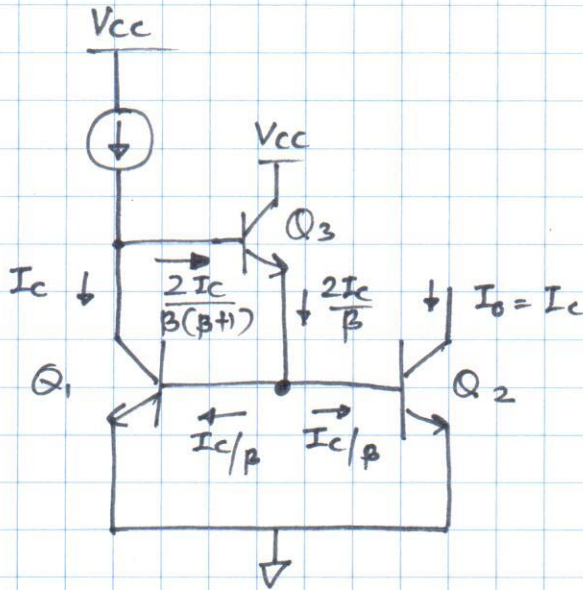 Vcc
Vcc
Q3
Ic
2Ic
β(β+1)
2Ic
β
Io = Ic
Q1
Q2
Ic/β
Ic/β